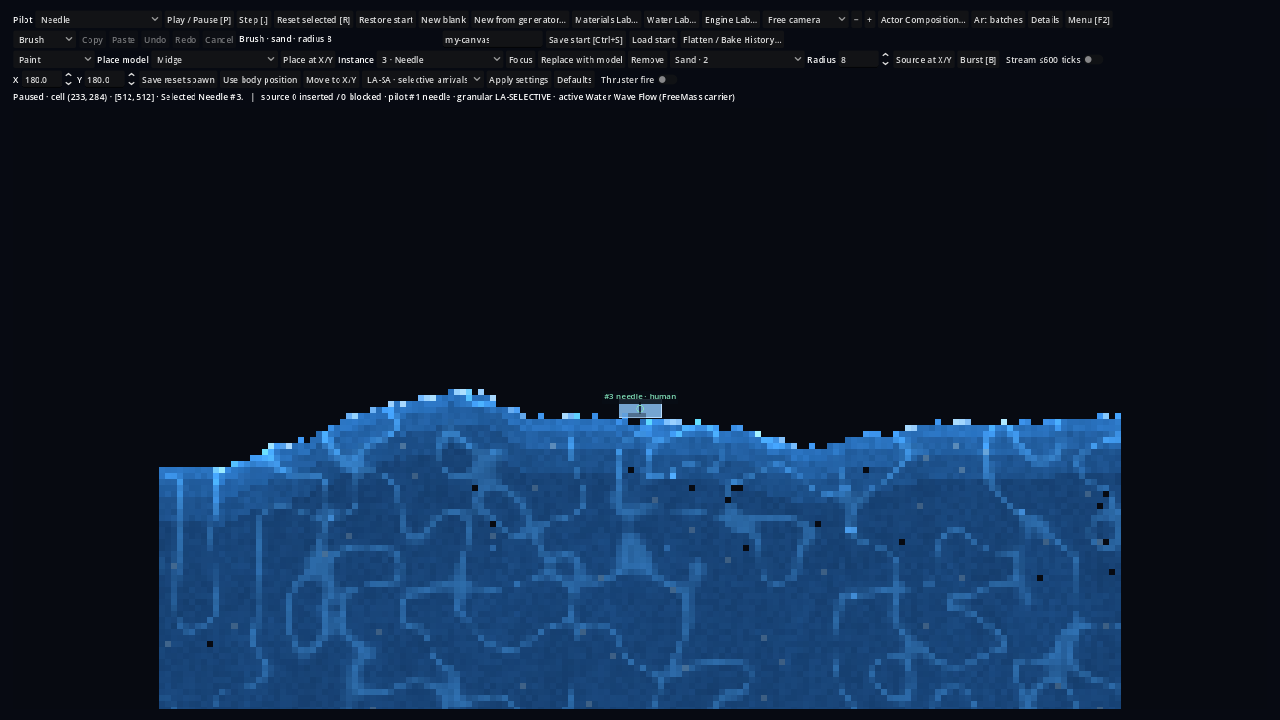 Pilot Needle Play / Pause [P] Step [.] Reset selected [R] Restore start New blank New from generator... Materials Lab... Water Lab... Engine Lab... Free camera − + Actor Composition... Art batches Details Menu [F2]
Brush Copy Paste Undo Redo Cancel Brush · sand · radius 8 my-canvas Save start [Ctrl+S] Load start Flatten / Bake History...
Paint Place model Midge Place at X/Y Instance 3 · Needle Focus Replace with model Remove Sand · 2 Radius 8 Source at X/Y Burst [B] Stream ≤600 ticks
X 180.0 Y 180.0 Save reset spawn Use body position Move to X/Y LA-SA · selective arrivals Apply settings Defaults Thruster fire
Paused · cell (233, 284) · [512, 512] · Selected Needle #3. | source 0 inserted / 0 blocked · pilot #1 needle · granular LA-SELECTIVE · active Water Wave Flow (FreeMass carrier)
#3 needle · human